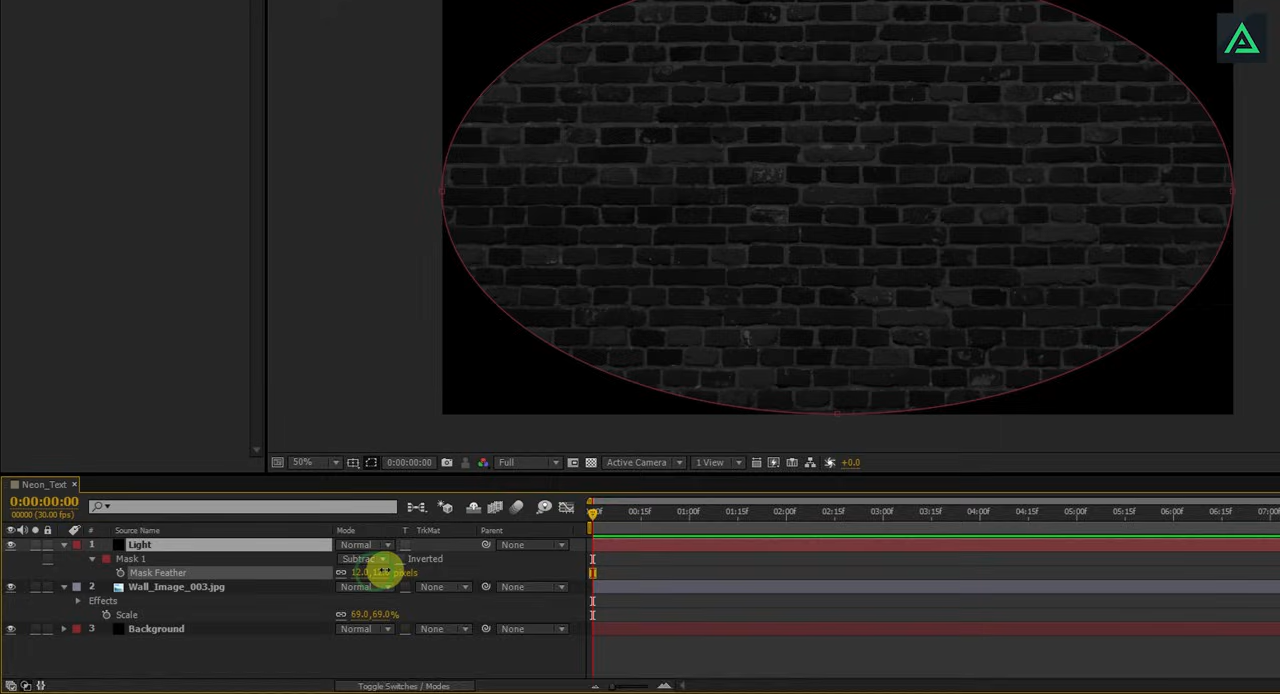 50%
0:00:00:00
Full
Active Camera
1 View
+0.0
Neon_Text ×
0:00:00:00
00000 (30.00 fps)
# Source Name Mode T TrkMat Parent
00:15f 01:00f 01:15f 02:00f 02:15f 03:00f 03:15f 04:00f 04:15f 05:00f 05:15f 06:00f 06:15f 07:00
1 Light Normal None
Mask 1 Inverted
Mask Feather pixels
2 Wall_Image_003.jpg Normal None None
Effects
Scale 69.0,69.0%
3 Background Normal None None
Toggle Switches / Modes